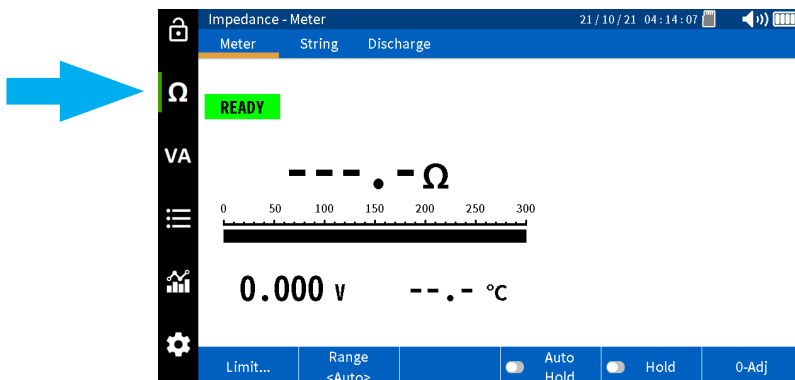 Impedance - Meter 21/10/21 04:14:07
Meter String Discharge
Ω
READY
VA
---.-Ω
0 50 100 150 200 250 300
0.000 V --.- °C
Limit... Range <Auto> Auto Hold Hold 0-Adj